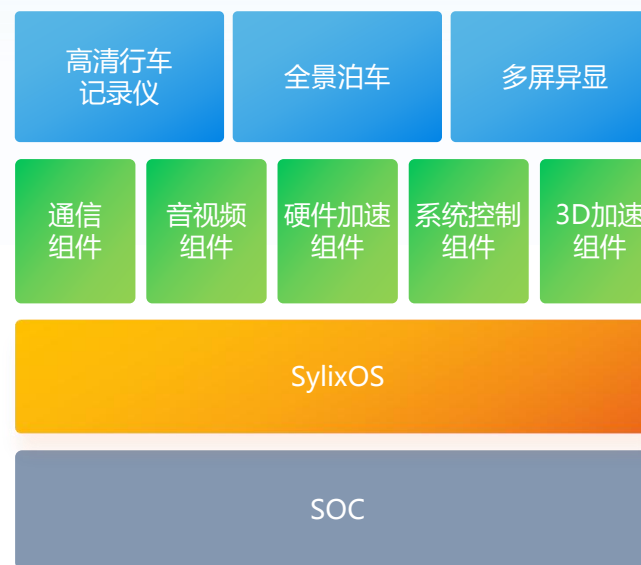 高清行车
记录仪
全景泊车
多屏异显
通信
组件
音视频
组件
硬件加速
组件
系统控制
组件
3D加速
组件
SylixOS
SOC